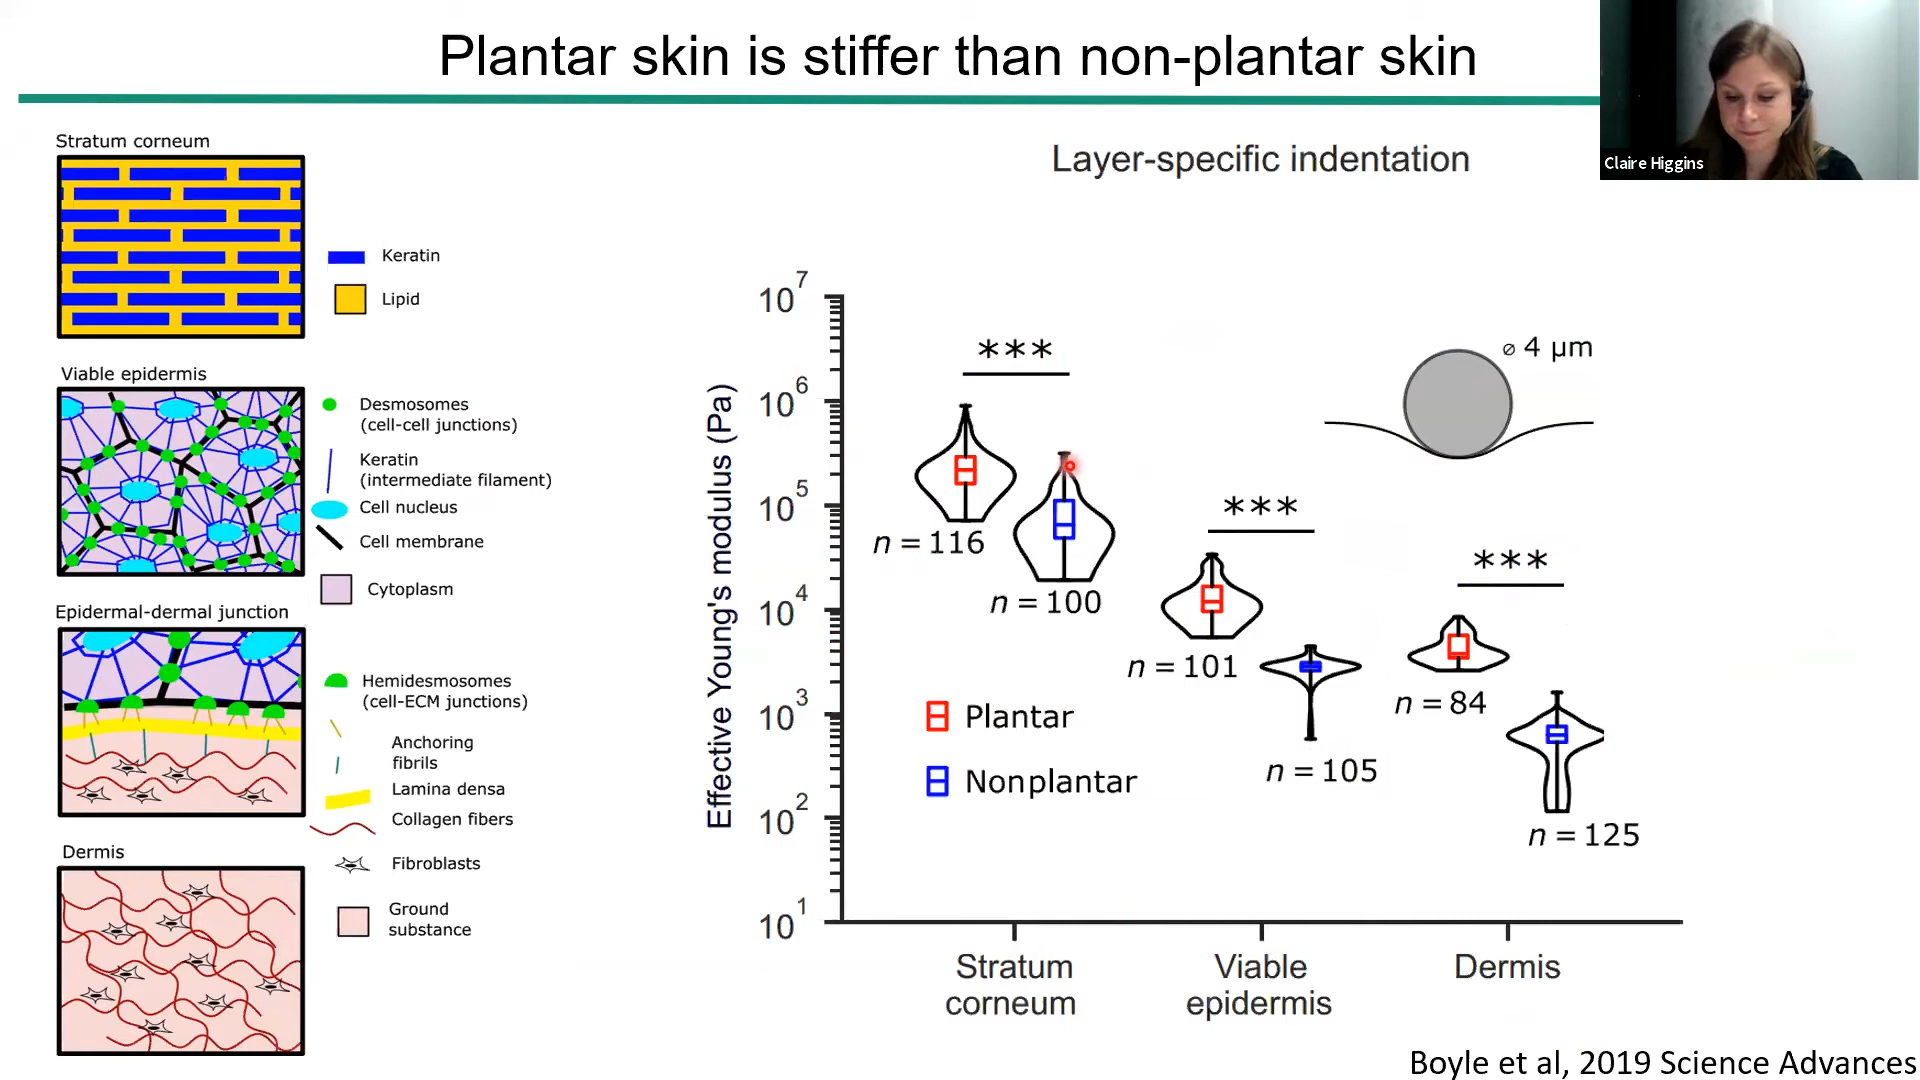 Plantar skin is stiffer than non-plantar skin
Claire Higgins
Stratum corneum
Keratin
Lipid
Viable epidermis
Desmosomes
(cell-cell junctions)
Keratin
(intermediate filament)
Cell nucleus
Cell membrane
Cytoplasm
Epidermal-dermal junction
Hemidesmosomes
(cell-ECM junctions)
Anchoring
fibrils
Lamina densa
Collagen fibers
Fibroblasts
Dermis
Ground
substance
Layer-specific indentation
Effective Young's modulus (Pa)
10⁷
10⁶
10⁵
10⁴
10³
10²
10¹
***
n = 116
n = 100
***
n = 101
n = 105
***
n = 84
n = 125
⌀ 4 µm
Plantar
Nonplantar
Stratum
corneum
Viable
epidermis
Dermis
Boyle et al, 2019 Science Advances